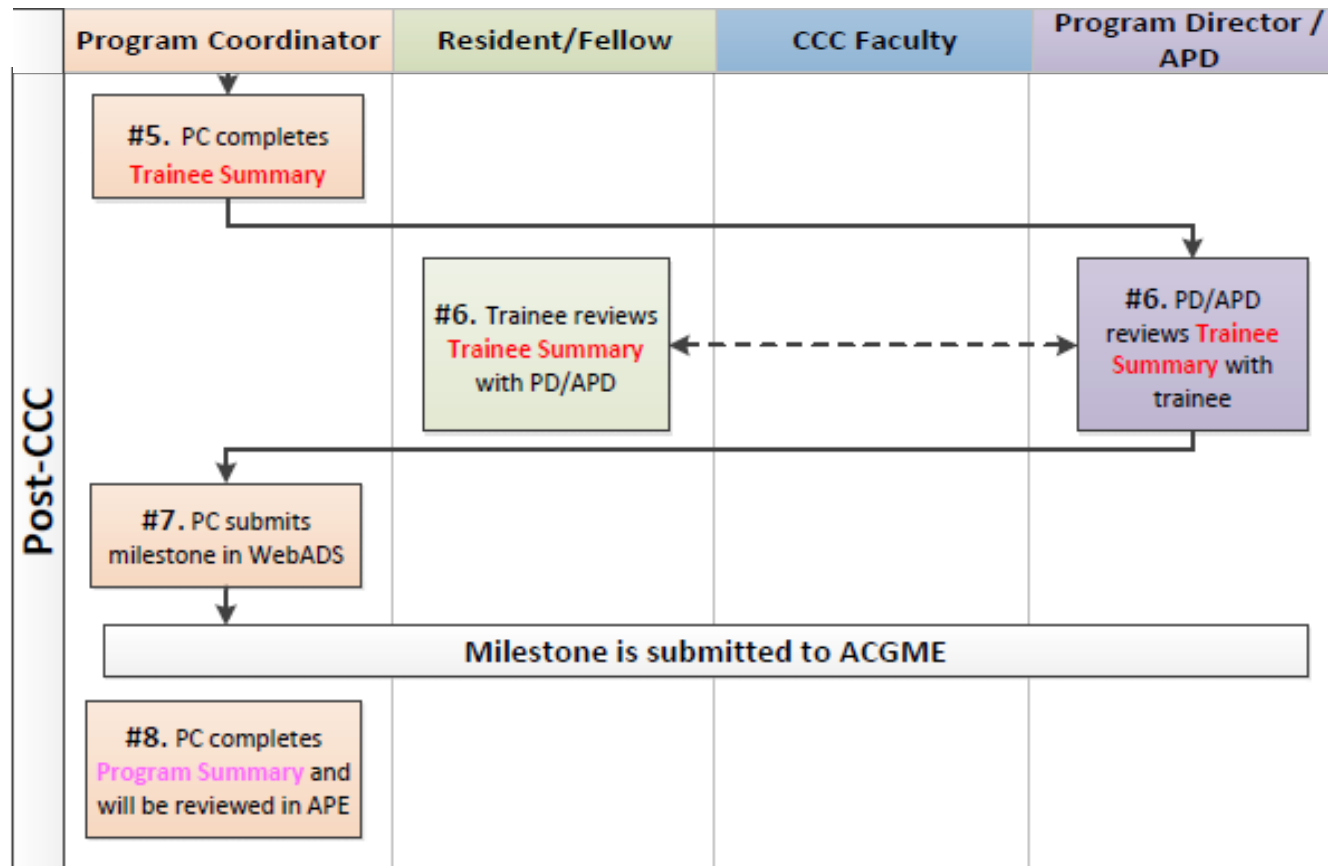 Program Coordinator
Resident/Fellow
CCC Faculty
Program Director /
APD
Post-CCC
#5. PC completes
Trainee Summary
#6. Trainee reviews
Trainee Summary
with PD/APD
#6. PD/APD
reviews Trainee
Summary with
trainee
#7. PC submits
milestone in WebADS
Milestone is submitted to ACGME
#8. PC completes
Program Summary and
will be reviewed in APE